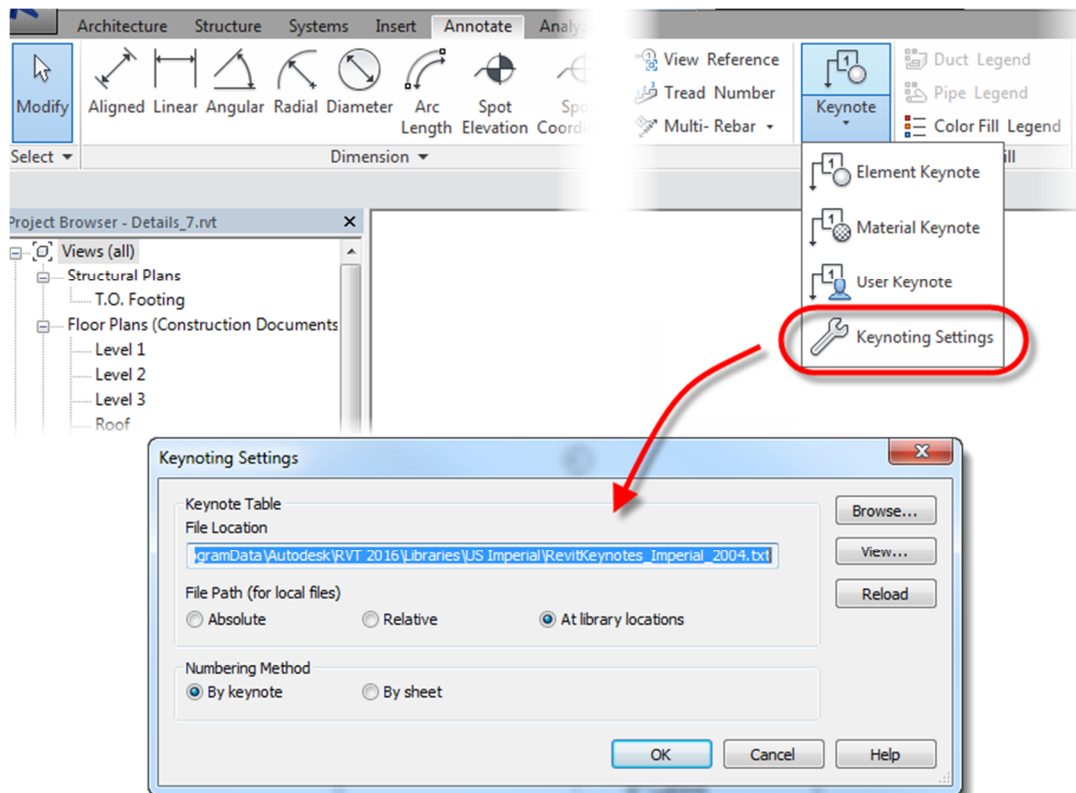 Architecture Structure Systems Insert Annotate
Modify
Aligned Linear Angular Radial Diameter Arc Length Spot Elevation
View Reference
Tread Number
Multi- Rebar
Keynote
Duct Legend
Pipe Legend
Color Fill Legend
Select
Dimension
Element Keynote
Material Keynote
User Keynote
Keynoting Settings
Project Browser - Details_7.rvt
Views (all)
Structural Plans
T.O. Footing
Floor Plans (Construction Documents
Level 1
Level 2
Level 3
Roof
Keynoting Settings
Keynote Table
File Location
ogramData\Autodesk\RVT 2016\Libraries\US Imperial\RevitKeynotes_Imperial_2004.txt
Browse...
View...
Reload
File Path (for local files)
Absolute Relative At library locations
Numbering Method
By keynote By sheet
OK Cancel Help